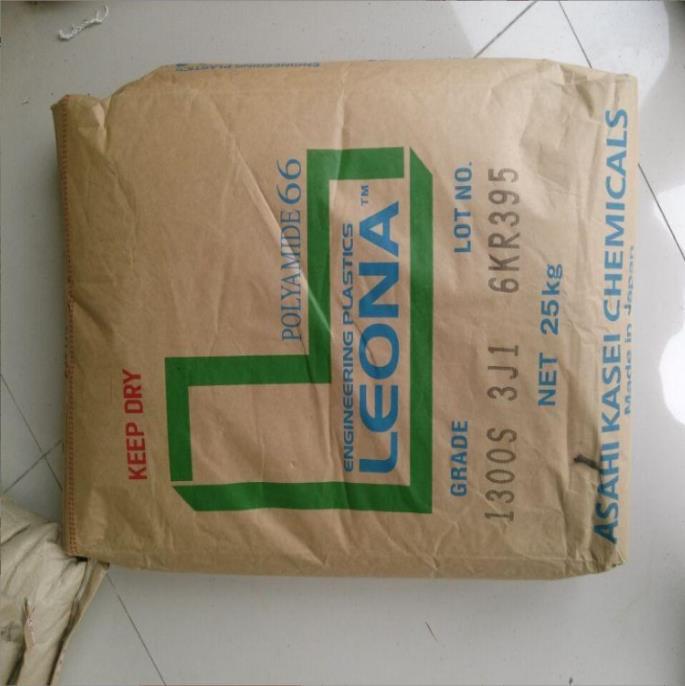 KEEP DRY
POLYAMIDE 66
ENGINEERING PLASTICS
LEONA™
GRADE LOT NO.
1300S 3J1 6KR395
NET 25kg
ASAHI KASEI CHEMICALS
Made in Japan